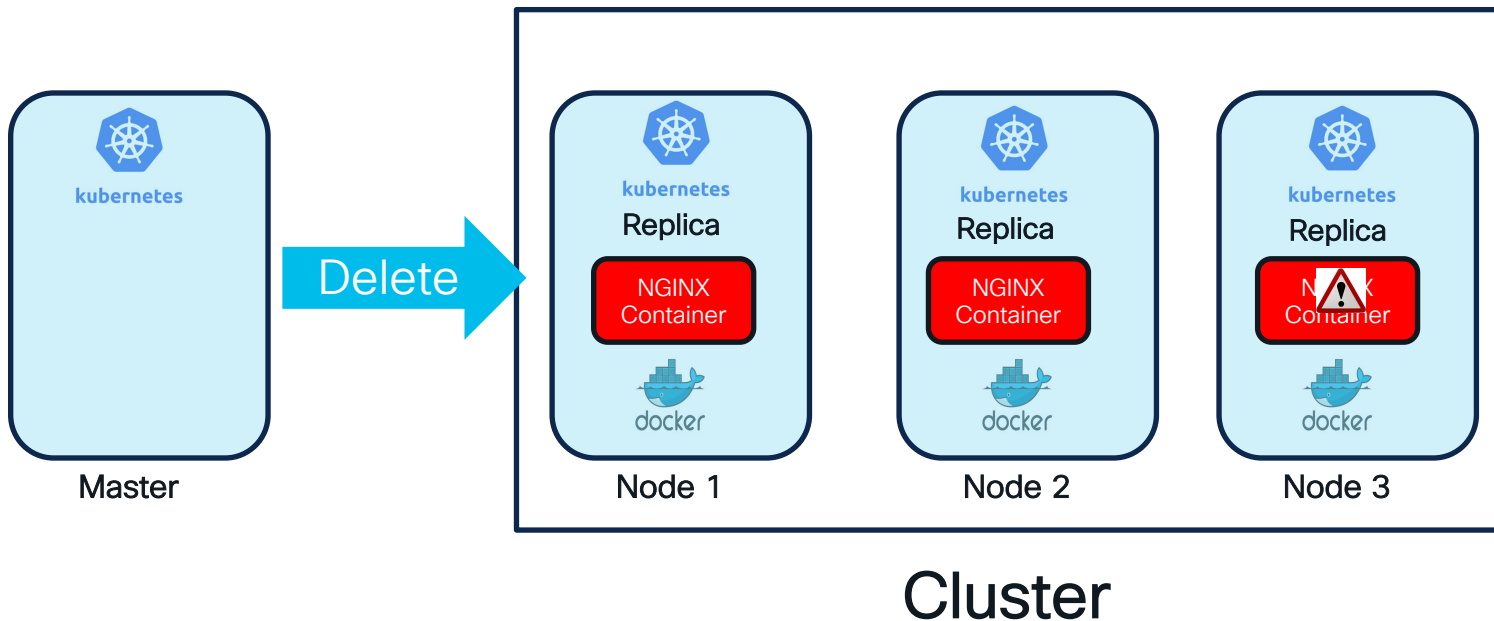 kubernetes
Master
Delete
kubernetes
Replica
NGINX
Container
docker
Node 1
kubernetes
Replica
NGINX
Container
docker
Node 2
kubernetes
Replica
Container
docker
Node 3
Cluster